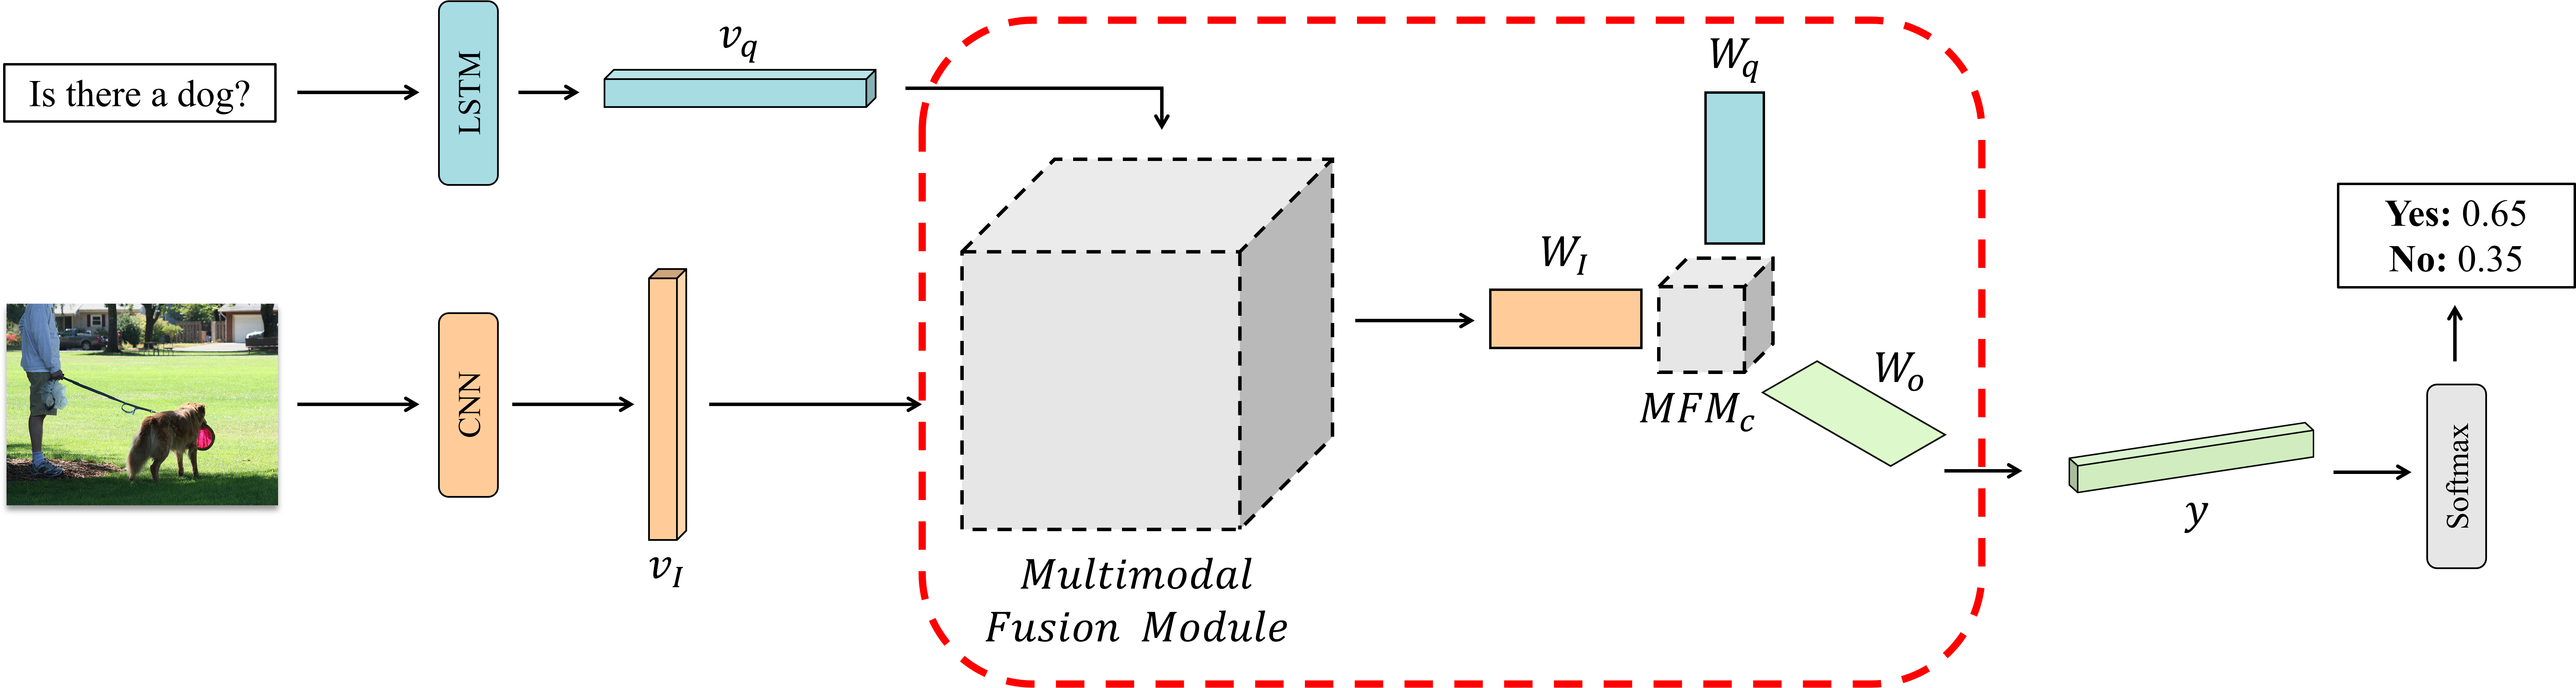 Is there a dog?
LSTM
v_q
CNN
v_I
Multimodal
Fusion Module
W_I
W_q
MFM_c
W_o
y
Softmax
Yes: 0.65
No: 0.35